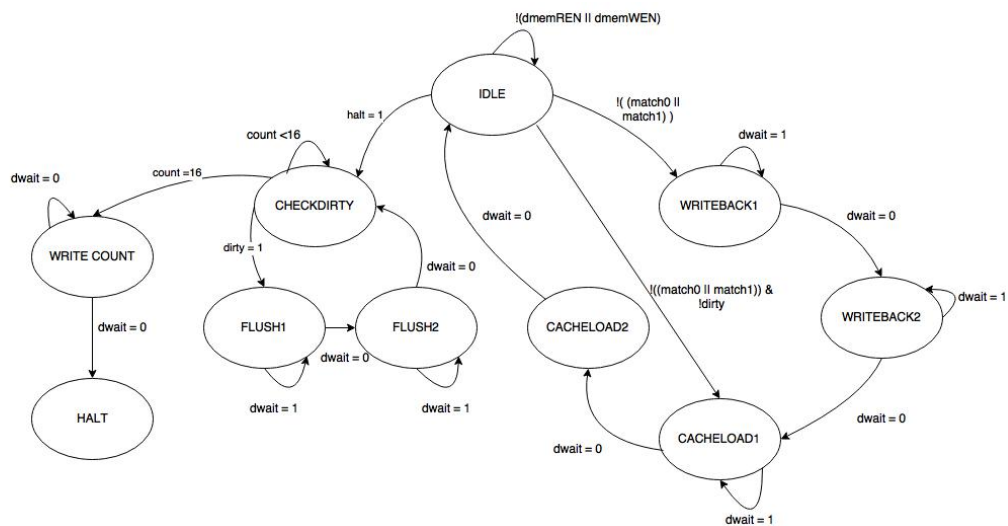 !(dmemREN || dmemWEN)
IDLE
halt = 1
!( (match0 ||
match1) )
count <16
dwait = 1
count =16
dwait = 0
CHECKDIRTY
WRITEBACK1
dwait = 0
dwait = 0
WRITE COUNT
dirty = 1
dwait = 0
!((match0 || match1)) &
!dirty
dwait = 1
WRITEBACK2
dwait = 0
FLUSH1
FLUSH2
CACHELOAD2
dwait = 0
dwait = 1
dwait = 1
HALT
dwait = 0
CACHELOAD1
dwait = 0
dwait = 1